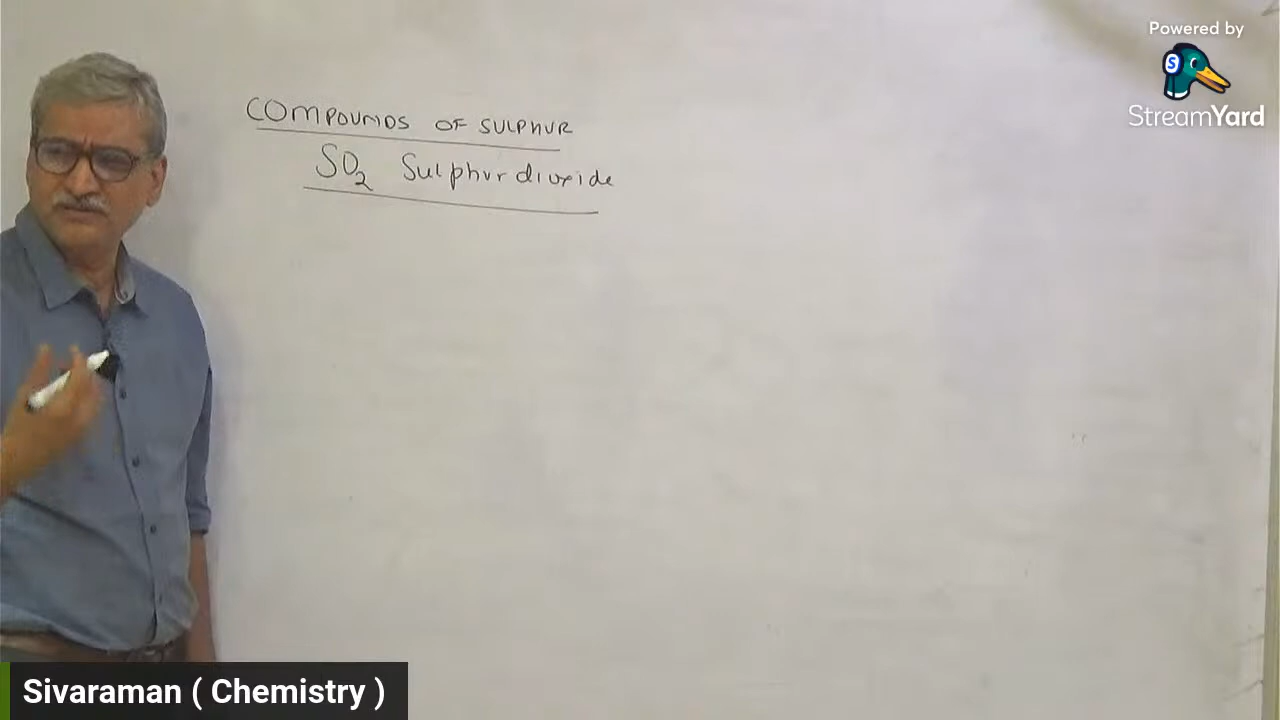 Powered by
S
StreamYard
COMPOUNDS OF SULPHUR
SO₂ Sulphur dioxide
Sivaraman ( Chemistry )